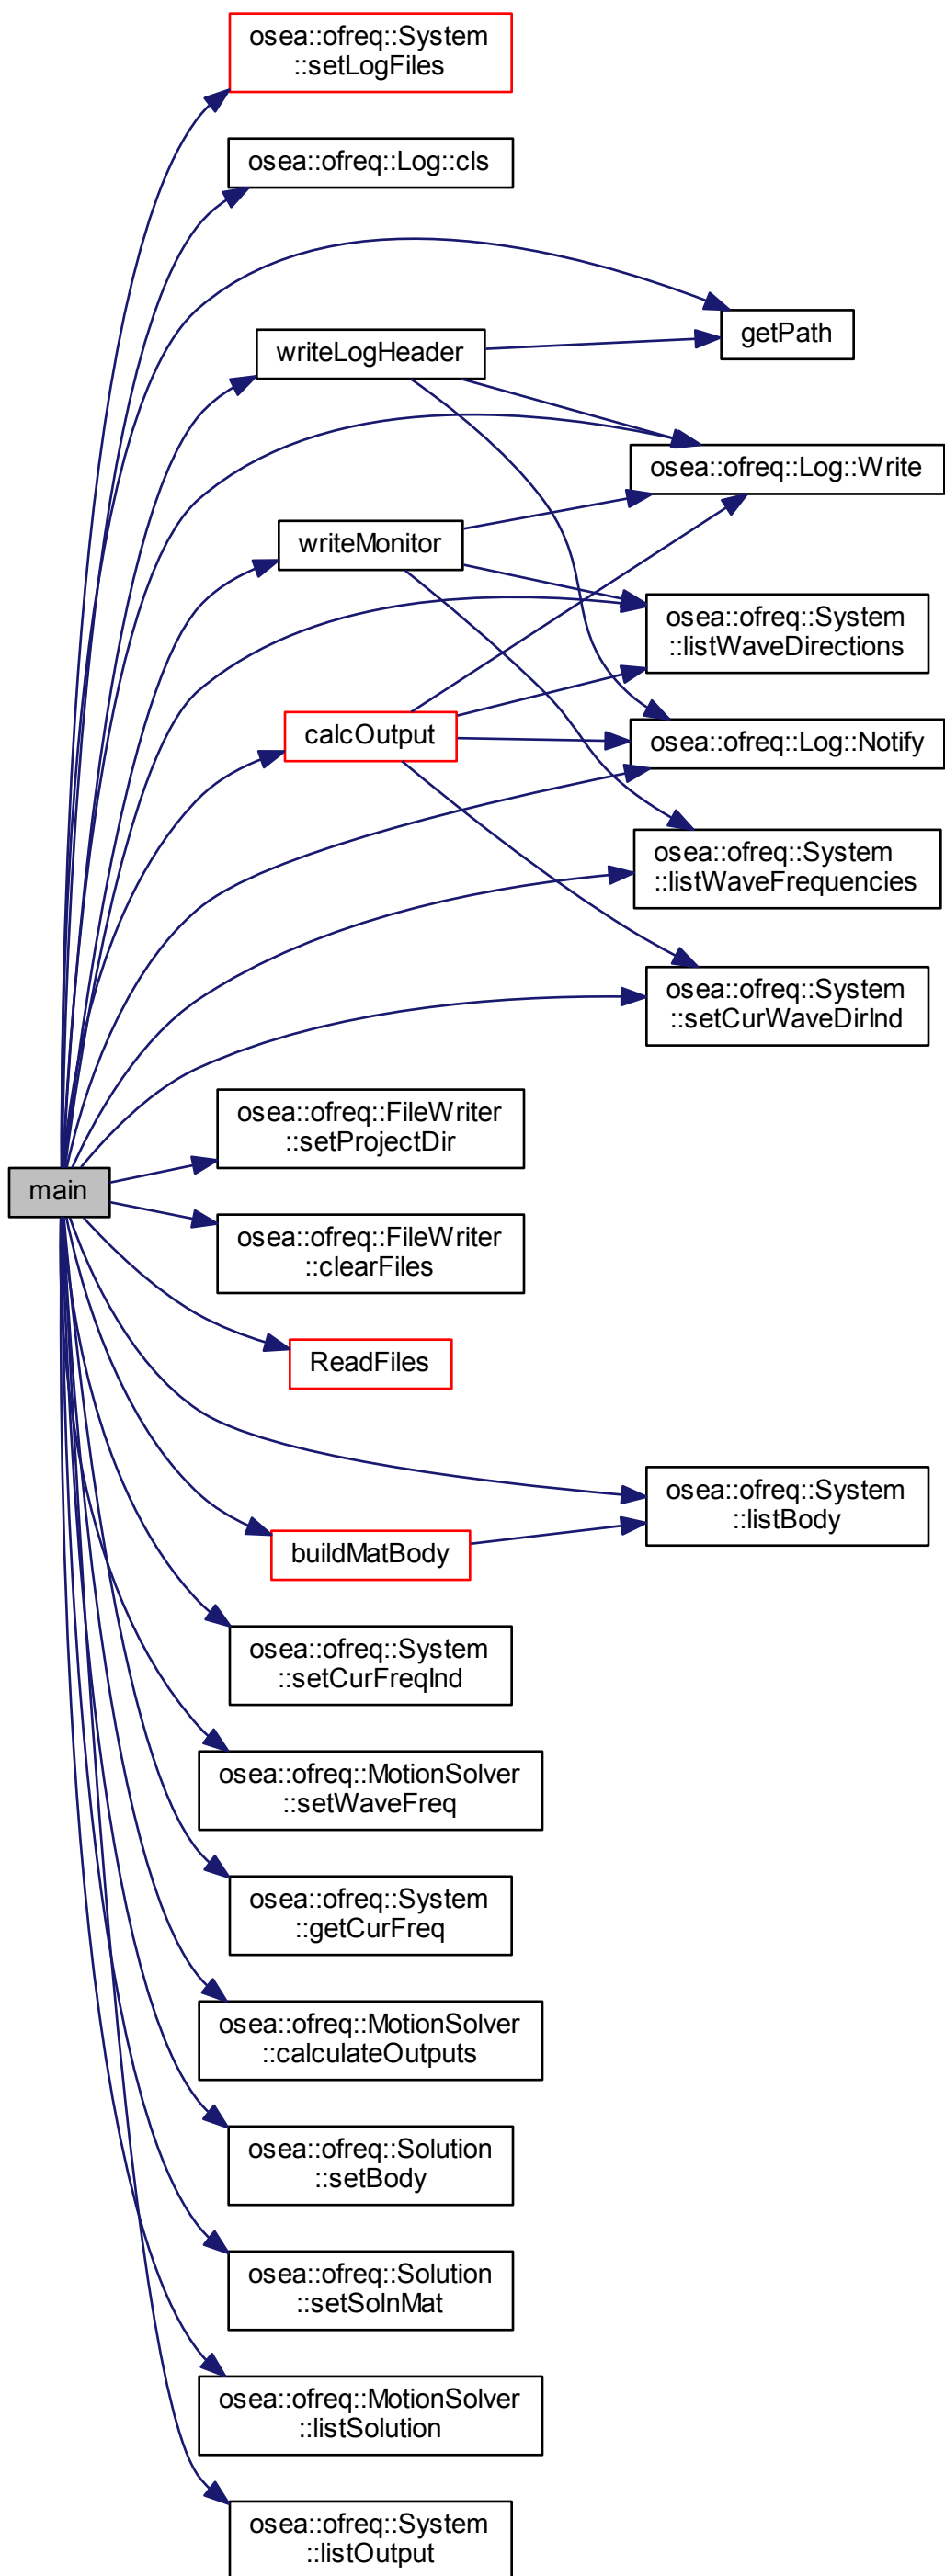 osea::ofreq::System
::setLogFiles
osea::ofreq::Log::cls
getPath
writeLogHeader
osea::ofreq::Log::Write
writeMonitor
osea::ofreq::System
::listWaveDirections
calcOutput
osea::ofreq::Log::Notify
osea::ofreq::System
::listWaveFrequencies
osea::ofreq::System
::setCurWaveDirInd
osea::ofreq::FileWriter
::setProjectDir
main
osea::ofreq::FileWriter
::clearFiles
ReadFiles
osea::ofreq::System
::listBody
buildMatBody
osea::ofreq::System
::setCurFreqInd
osea::ofreq::MotionSolver
::setWaveFreq
osea::ofreq::System
::getCurFreq
osea::ofreq::MotionSolver
::calculateOutputs
osea::ofreq::Solution
::setBody
osea::ofreq::Solution
::setSolnMat
osea::ofreq::MotionSolver
::listSolution
osea::ofreq::System
::listOutput